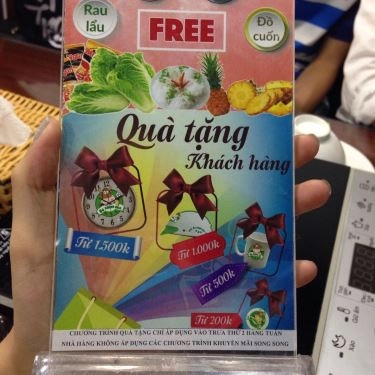 Rau
lẩu
FREE
Đồ
cuốn
Quà tặng
Khách hàng
Từ 1.500k
Từ 1.000k
Từ 500k
Từ 200k
CHƯƠNG TRÌNH QUÀ TẶNG CHỈ ÁP DỤNG VÀO TRƯA THỨ 2 HÀNG TUẦN
NHÀ HÀNG KHÔNG ÁP DỤNG CÁC CHƯƠNG TRÌNH KHUYẾN MÃI SONG SONG